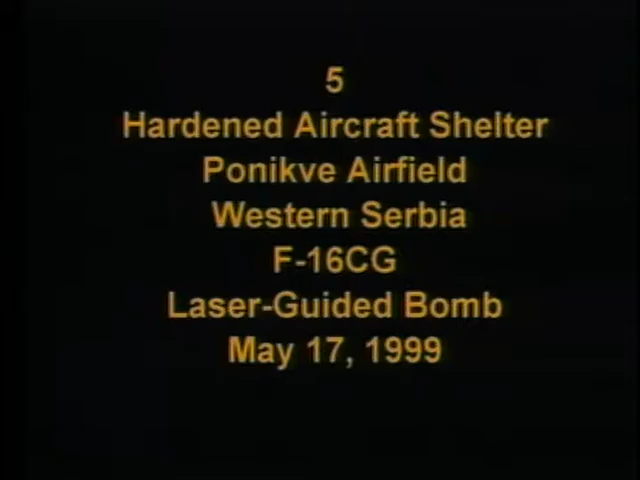 5
Hardened Aircraft Shelter
Ponikve Airfield
Western Serbia
F-16CG
Laser-Guided Bomb
May 17, 1999